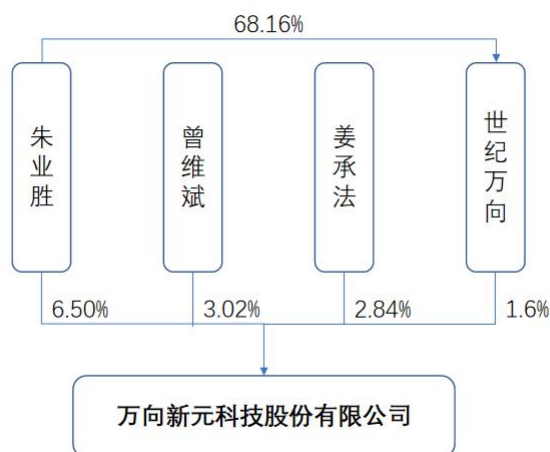 68.16%
朱业胜
曾维斌
姜承法
世纪万向
6.50%
3.02%
2.84%
1.6%
万向新元科技股份有限公司